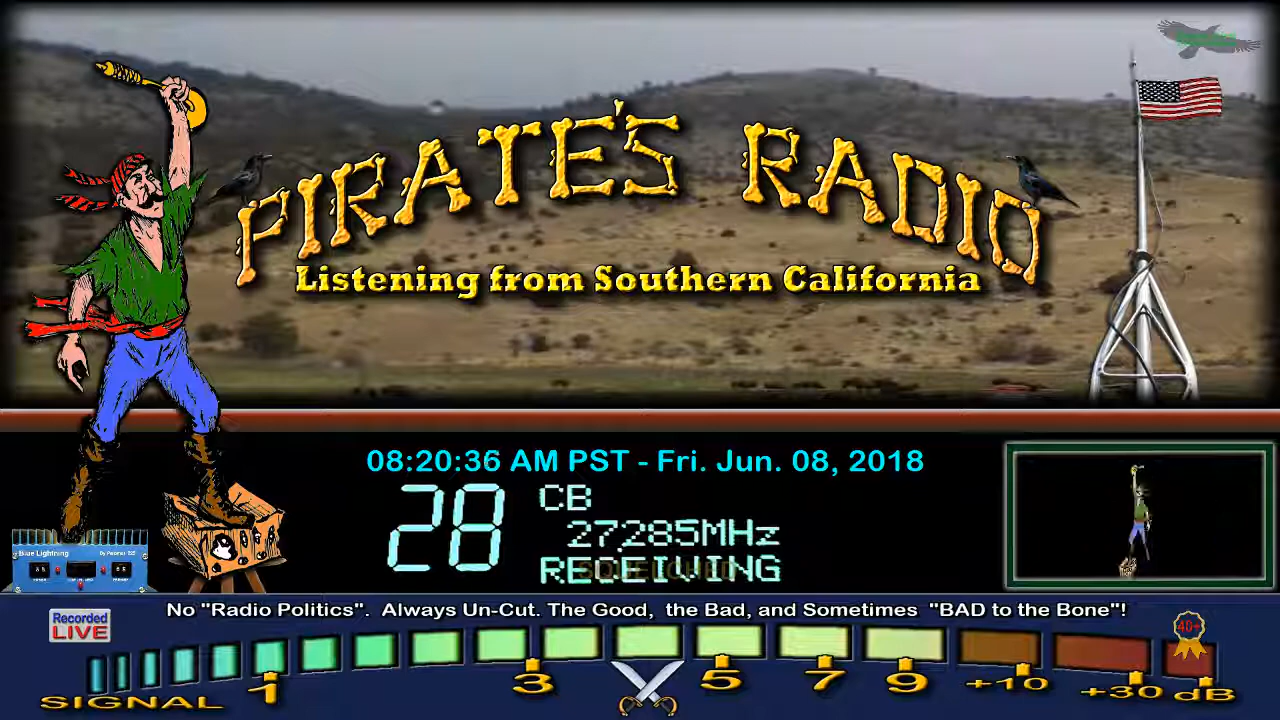 PIRATE'S RADIO
Listening from Southern California
08:20:36 AM PST - Fri. Jun. 08, 2018
28
CB
27.285MHz
RECEIVING
Blue Lightning
No "Radio Politics". Always Un-Cut. The Good, the Bad, and Sometimes "BAD to the Bone"!
Recorded
LIVE
40+
SIGNAL 1 3 5 7 9 +10 +30 dB